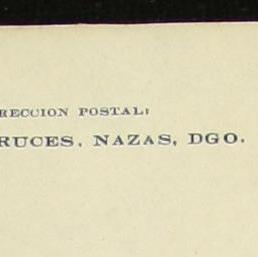 RECCION POSTAL:
RUCES, NAZAS, DGO.